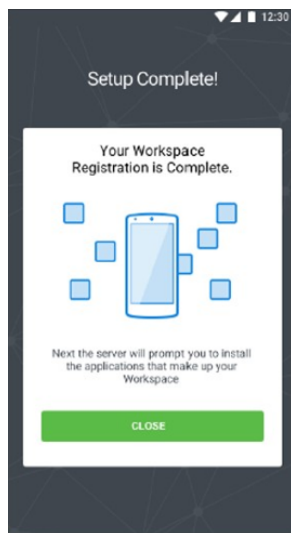 12:30
Setup Complete!
Your Workspace
Registration is Complete.
Next the server will prompt you to install
the applications that make up your
Workspace
CLOSE